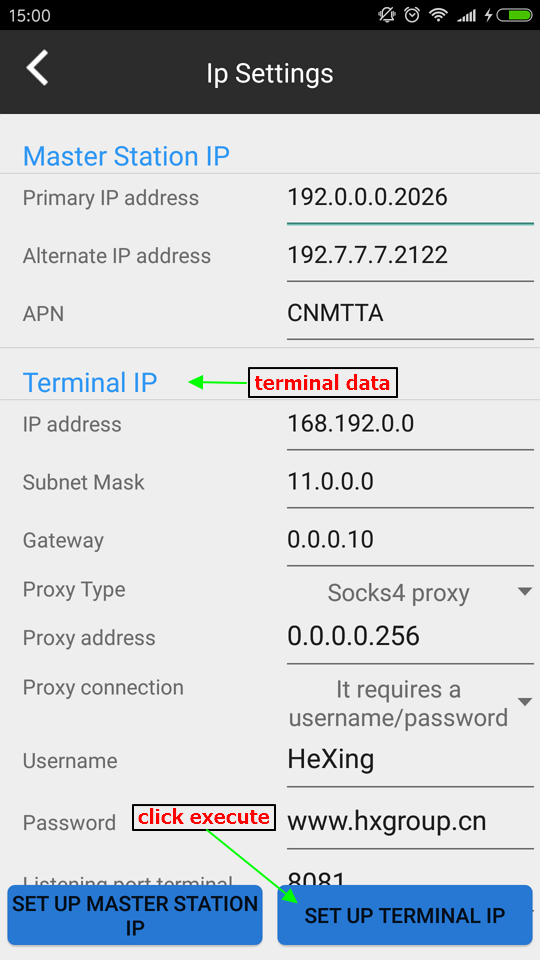 15:00
Ip Settings
Master Station IP
Primary IP address 192.0.0.0.2026
Alternate IP address 192.7.7.7.2122
APN CNMTTA
Terminal IP terminal data
IP address 168.192.0.0
Subnet Mask 11.0.0.0
Gateway 0.0.0.10
Proxy Type Socks4 proxy
Proxy address 0.0.0.0.256
Proxy connection It requires a
username/password
Username HeXing
Password click execute www.hxgroup.cn
Listening port terminal 8081
SET UP MASTER STATION
IP
SET UP TERMINAL IP